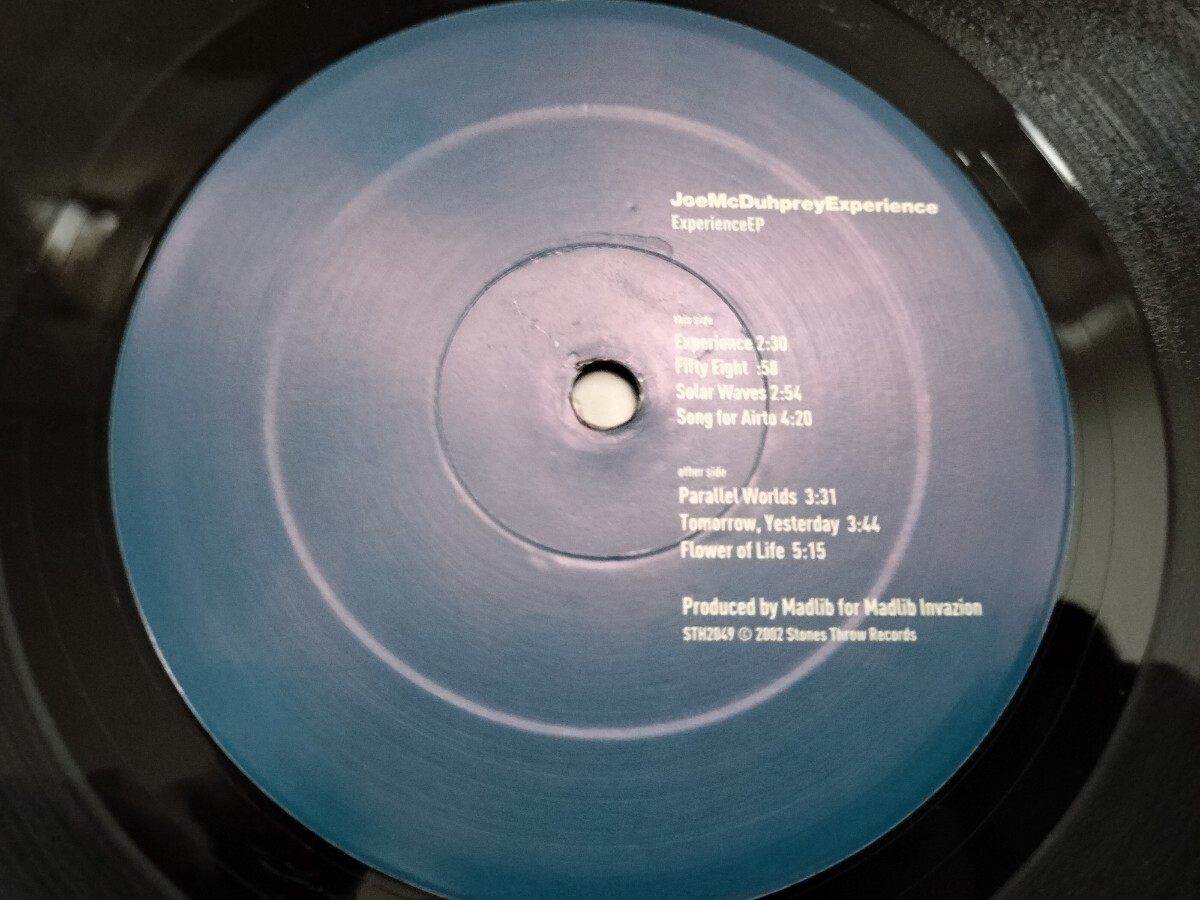 JoeMcDuhpreyExperience
ExperienceEP
this side
Experience 2:30
Fifty Eight :58
Solar Waves 2:54
Song for Airto 4:20
other side
Parallel Worlds 3:31
Tomorrow, Yesterday 3:44
Flower of Life 5:15
Produced by Madlib for Madlib Invazion
STH2049 © 2002 Stones Throw Records